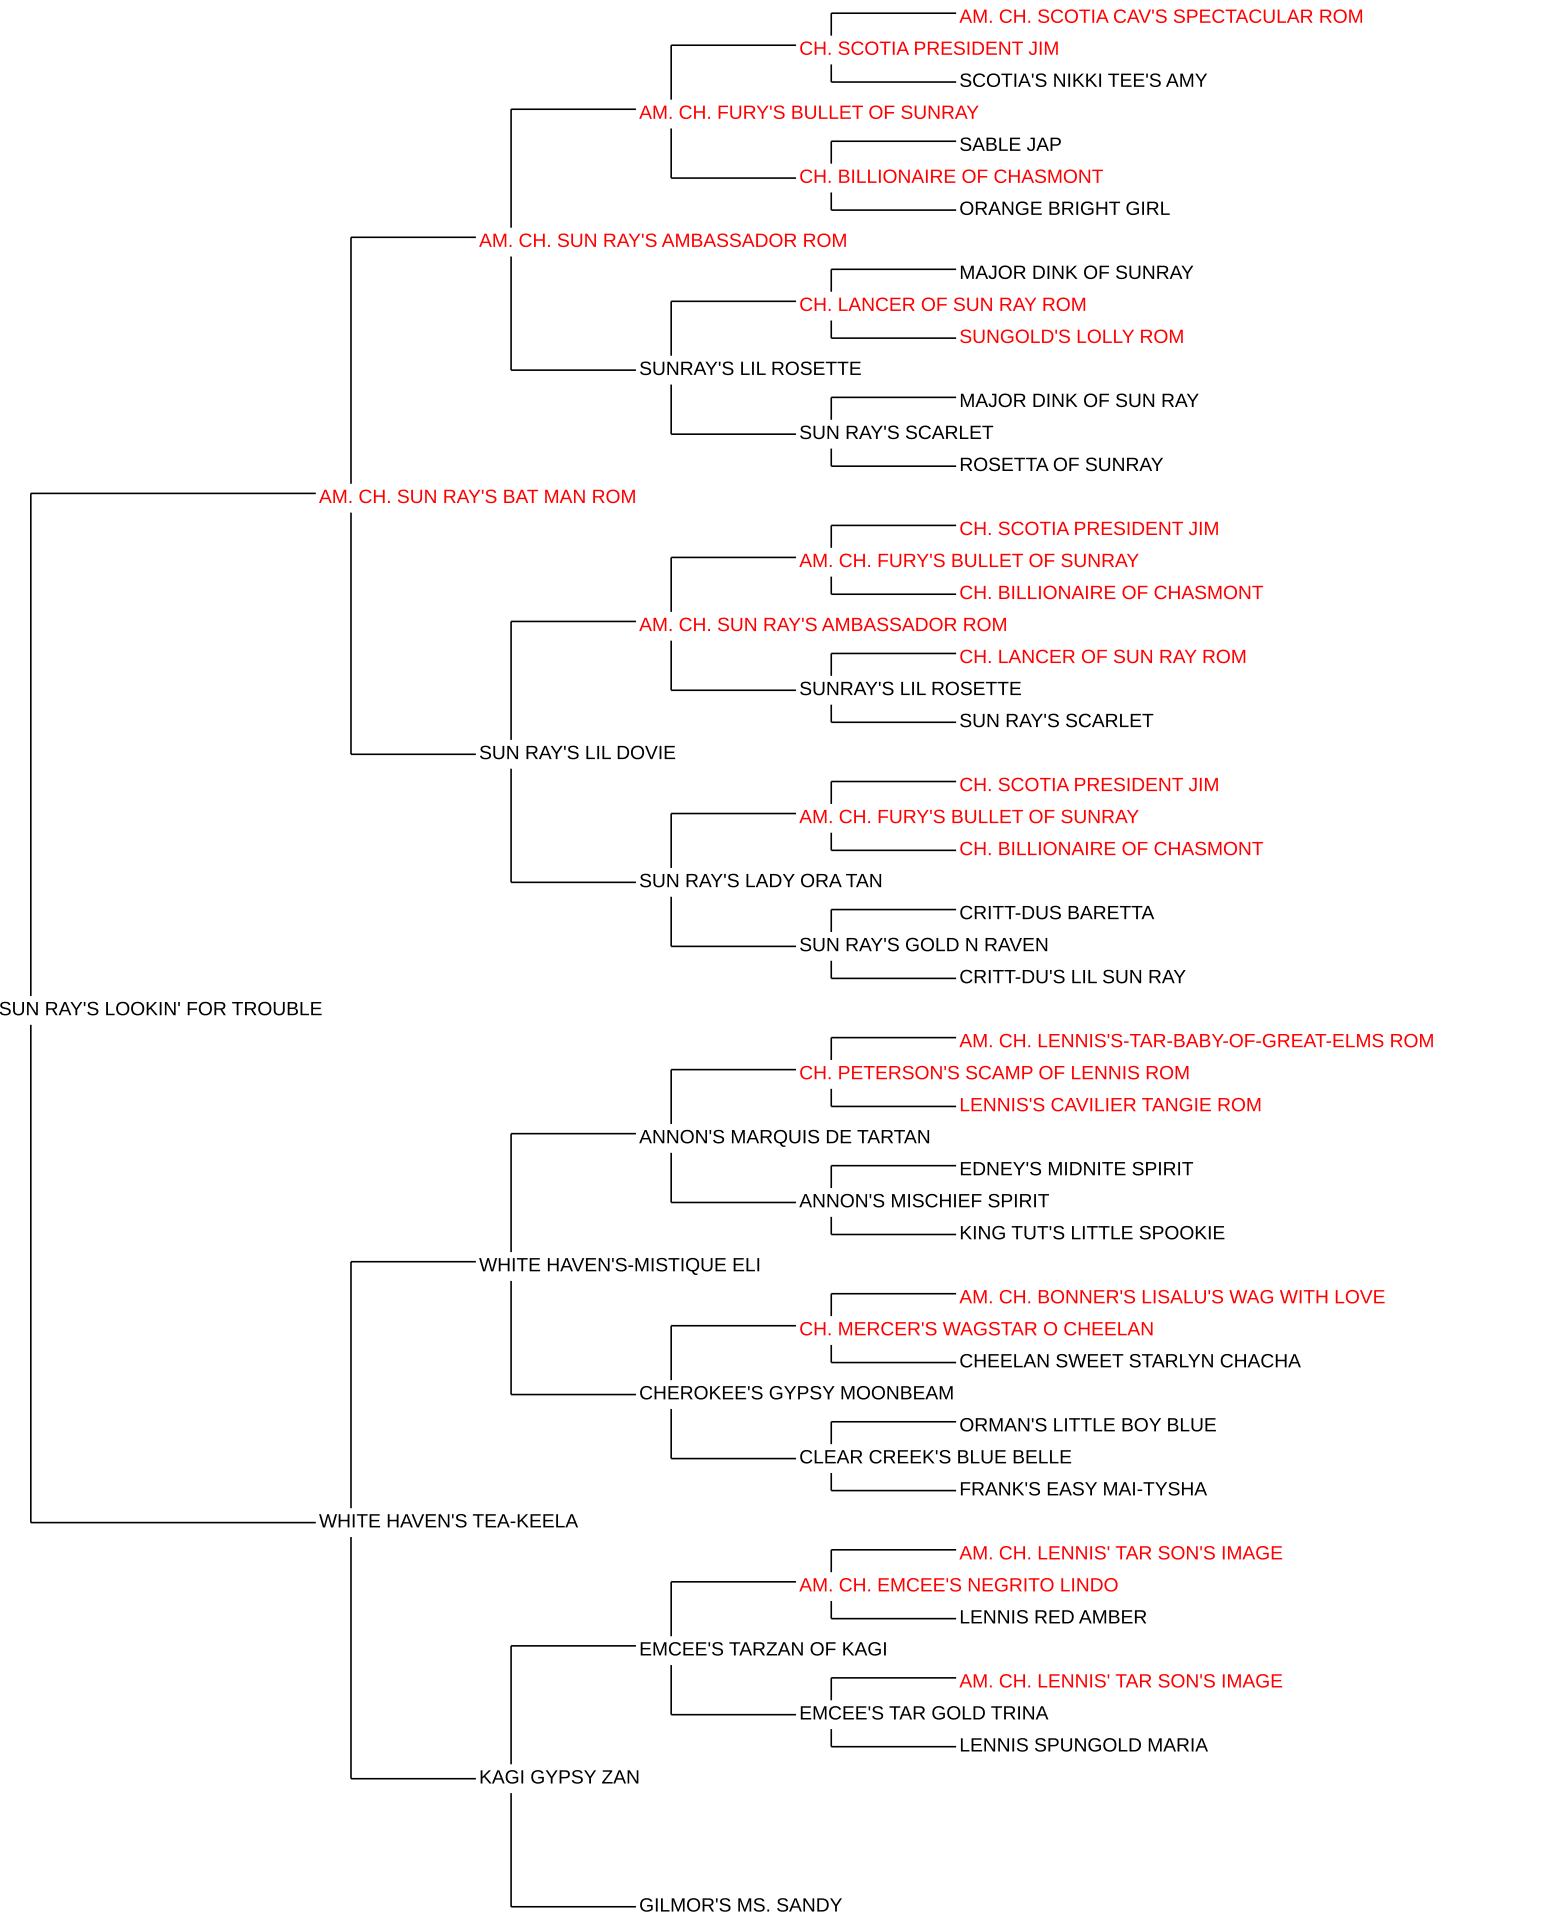 AM. CH. SCOTIA CAV'S SPECTACULAR ROM
CH. SCOTIA PRESIDENT JIM
SCOTIA'S NIKKI TEE'S AMY
AM. CH. FURY'S BULLET OF SUNRAY
SABLE JAP
CH. BILLIONAIRE OF CHASMONT
ORANGE BRIGHT GIRL
AM. CH. SUN RAY'S AMBASSADOR ROM
MAJOR DINK OF SUNRAY
CH. LANCER OF SUN RAY ROM
SUNGOLD'S LOLLY ROM
SUNRAY'S LIL ROSETTE
MAJOR DINK OF SUN RAY
SUN RAY'S SCARLET
ROSETTA OF SUNRAY
AM. CH. SUN RAY'S BAT MAN ROM
CH. SCOTIA PRESIDENT JIM
AM. CH. FURY'S BULLET OF SUNRAY
CH. BILLIONAIRE OF CHASMONT
AM. CH. SUN RAY'S AMBASSADOR ROM
CH. LANCER OF SUN RAY ROM
SUNRAY'S LIL ROSETTE
SUN RAY'S SCARLET
SUN RAY'S LIL DOVIE
CH. SCOTIA PRESIDENT JIM
AM. CH. FURY'S BULLET OF SUNRAY
CH. BILLIONAIRE OF CHASMONT
SUN RAY'S LADY ORA TAN
CRITT-DUS BARETTA
SUN RAY'S GOLD N RAVEN
CRITT-DU'S LIL SUN RAY
SUN RAY'S LOOKIN' FOR TROUBLE
AM. CH. LENNIS'S-TAR-BABY-OF-GREAT-ELMS ROM
CH. PETERSON'S SCAMP OF LENNIS ROM
LENNIS'S CAVILIER TANGIE ROM
ANNON'S MARQUIS DE TARTAN
EDNEY'S MIDNITE SPIRIT
ANNON'S MISCHIEF SPIRIT
KING TUT'S LITTLE SPOOKIE
WHITE HAVEN'S-MISTIQUE ELI
AM. CH. BONNER'S LISALU'S WAG WITH LOVE
CH. MERCER'S WAGSTAR O CHEELAN
CHEELAN SWEET STARLYN CHACHA
CHEROKEE'S GYPSY MOONBEAM
ORMAN'S LITTLE BOY BLUE
CLEAR CREEK'S BLUE BELLE
FRANK'S EASY MAI-TYSHA
WHITE HAVEN'S TEA-KEELA
AM. CH. LENNIS' TAR SON'S IMAGE
AM. CH. EMCEE'S NEGRITO LINDO
LENNIS RED AMBER
EMCEE'S TARZAN OF KAGI
AM. CH. LENNIS' TAR SON'S IMAGE
EMCEE'S TAR GOLD TRINA
LENNIS SPUNGOLD MARIA
KAGI GYPSY ZAN
GILMOR'S MS. SANDY